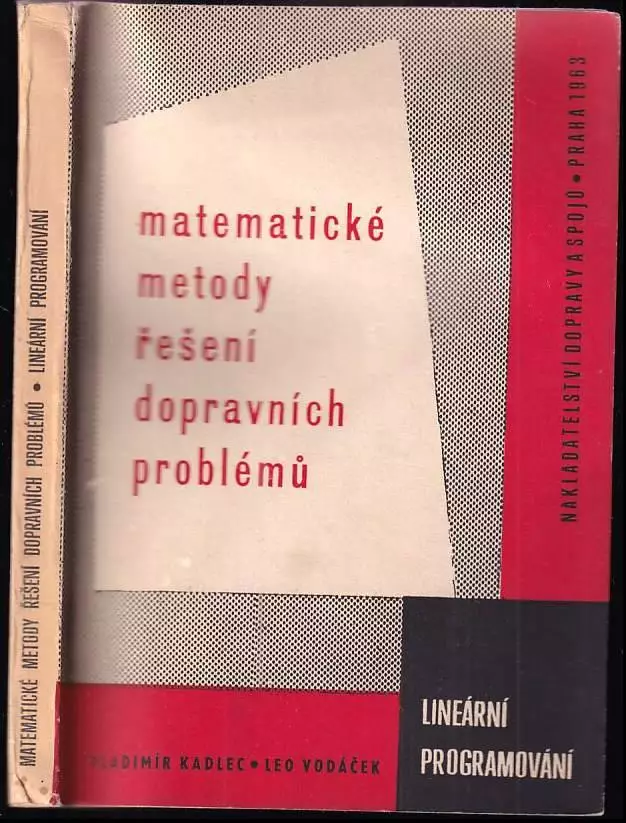 MATEMATICKÉ METODY ŘEŠENÍ DOPRAVNÍCH PROBLÉMŮ • LINEÁRNÍ PROGRAMOVÁNÍ
matematické
metody
řešení
dopravních
problémů
NAKLADATELSTVÍ DOPRAVY A SPOJŮ • PRAHA 1963
VLADIMÍR KADLEC • LEO VODÁČEK
LINEÁRNÍ
PROGRAMOVÁNÍ